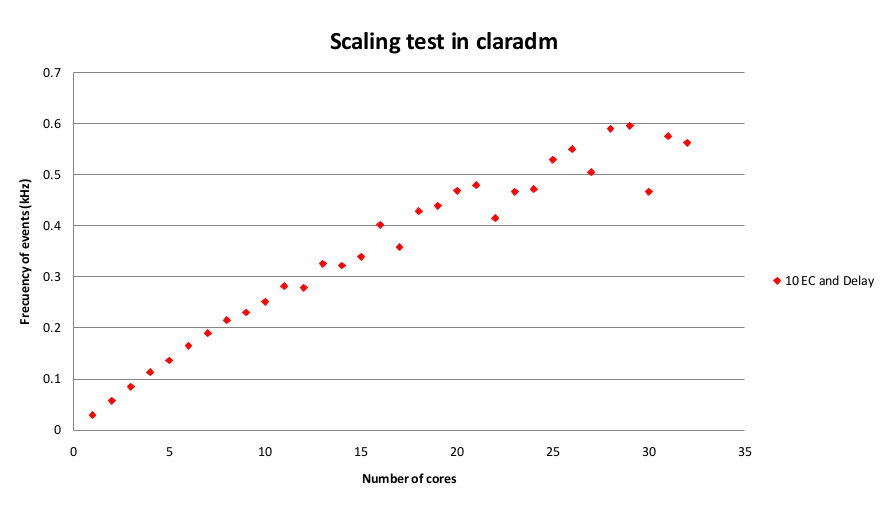 Scaling test in claradm
0.7
0.6
0.5
0.4
0.3
0.2
0.1
0
Frecuency of events (kHz)
10 EC and Delay
0 5 10 15 20 25 30 35
Number of cores